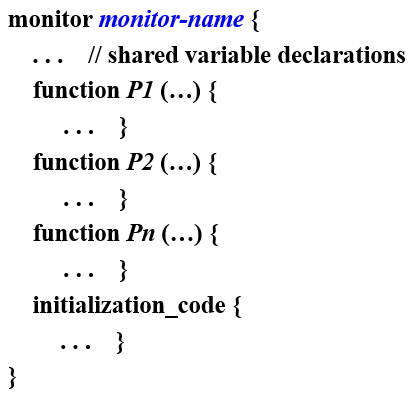 monitor monitor-name {
. . . // shared variable declarations
function P1 (…) {
. . . }
function P2 (…) {
. . . }
function Pn (…) {
. . . }
initialization_code {
. . . }
}